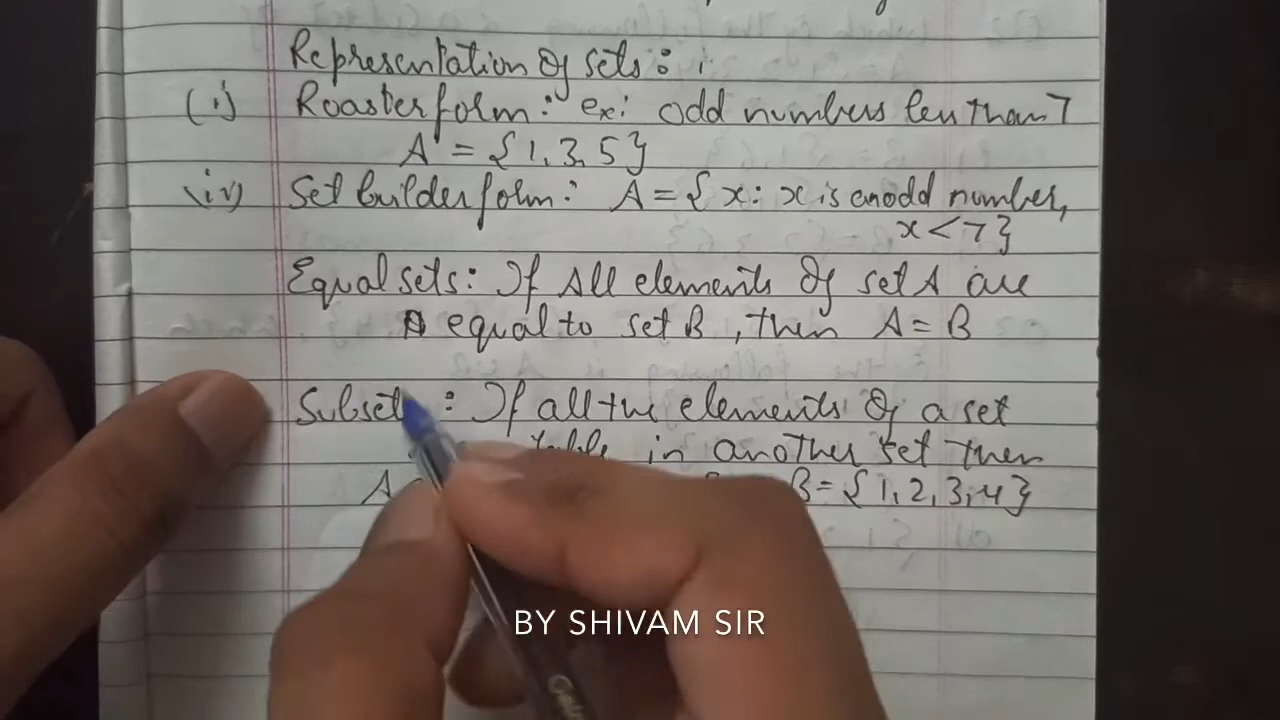 Representation Of sets :
(i) Roaster form : ex: odd numbers less than 7
A = {1, 3, 5}
(ii) Set builder form : A = { x : x is an odd number,
x < 7}
Equal sets : If All elements Of set A are
equal to set B , then A = B
Subset : If all the elements Of a set
in another set then
A B = {1, 2, 3, 4}
BY SHIVAM SIR